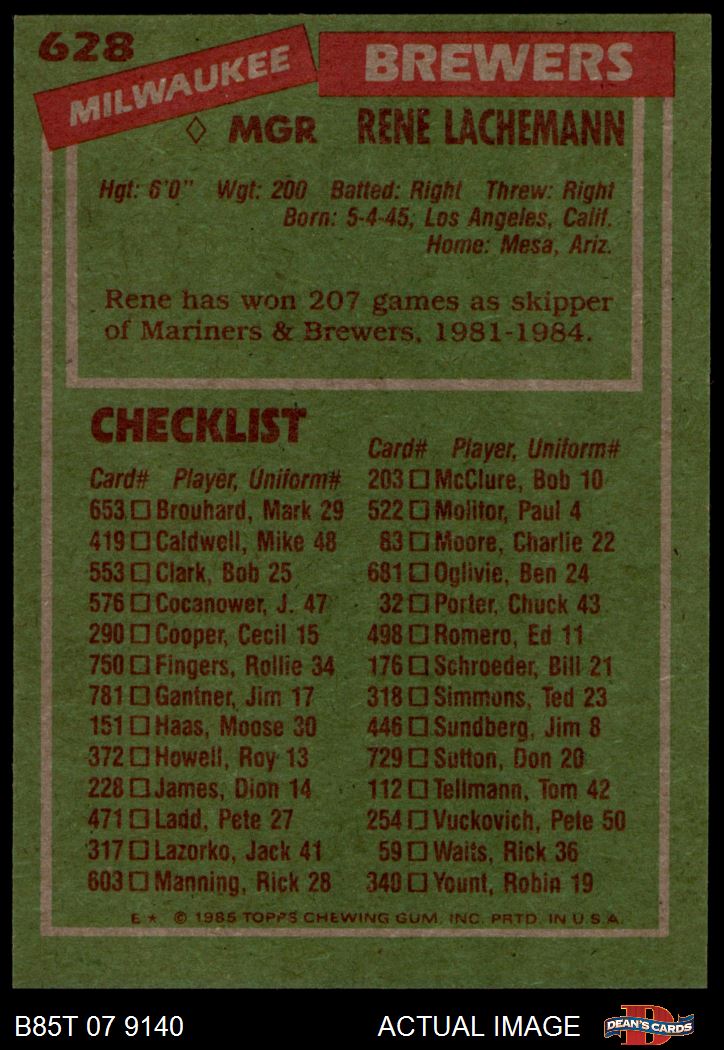 628
MILWAUKEE BREWERS
MGR RENE LACHEMANN
Hgt: 6'0" Wgt: 200 Batted: Right Threw: Right
Born: 5-4-45, Los Angeles, Calif.
Home: Mesa, Ariz.
Rene has won 207 games as skipper
of Mariners & Brewers, 1981-1984.
CHECKLIST
Card# Player, Uniform#
653 ☐ Brouhard, Mark 29
419 ☐ Caldwell, Mike 48
553 ☐ Clark, Bob 25
576 ☐ Cocanower, J. 47
290 ☐ Cooper, Cecil 15
750 ☐ Fingers, Rollie 34
781 ☐ Gantner, Jim 17
151 ☐ Haas, Moose 30
372 ☐ Howell, Roy 13
228 ☐ James, Dion 14
471 ☐ Ladd, Pete 27
317 ☐ Lazorko, Jack 41
603 ☐ Manning, Rick 28
Card# Player, Uniform#
203 ☐ McClure, Bob 10
522 ☐ Molitor, Paul 4
83 ☐ Moore, Charlie 22
681 ☐ Oglivie, Ben 24
32 ☐ Porter, Chuck 43
498 ☐ Romero, Ed 11
176 ☐ Schroeder, Bill 21
318 ☐ Simmons, Ted 23
446 ☐ Sundberg, Jim 8
729 ☐ Sutton, Don 20
112 ☐ Tellmann, Tom 42
254 ☐ Vuckovich, Pete 50
59 ☐ Waits, Rick 36
340 ☐ Yount, Robin 19
E★ © 1985 TOPPS CHEWING GUM, INC. PRTD. IN U.S.A.
B85T 07 9140 ACTUAL IMAGE
D
DEAN'S CARDS